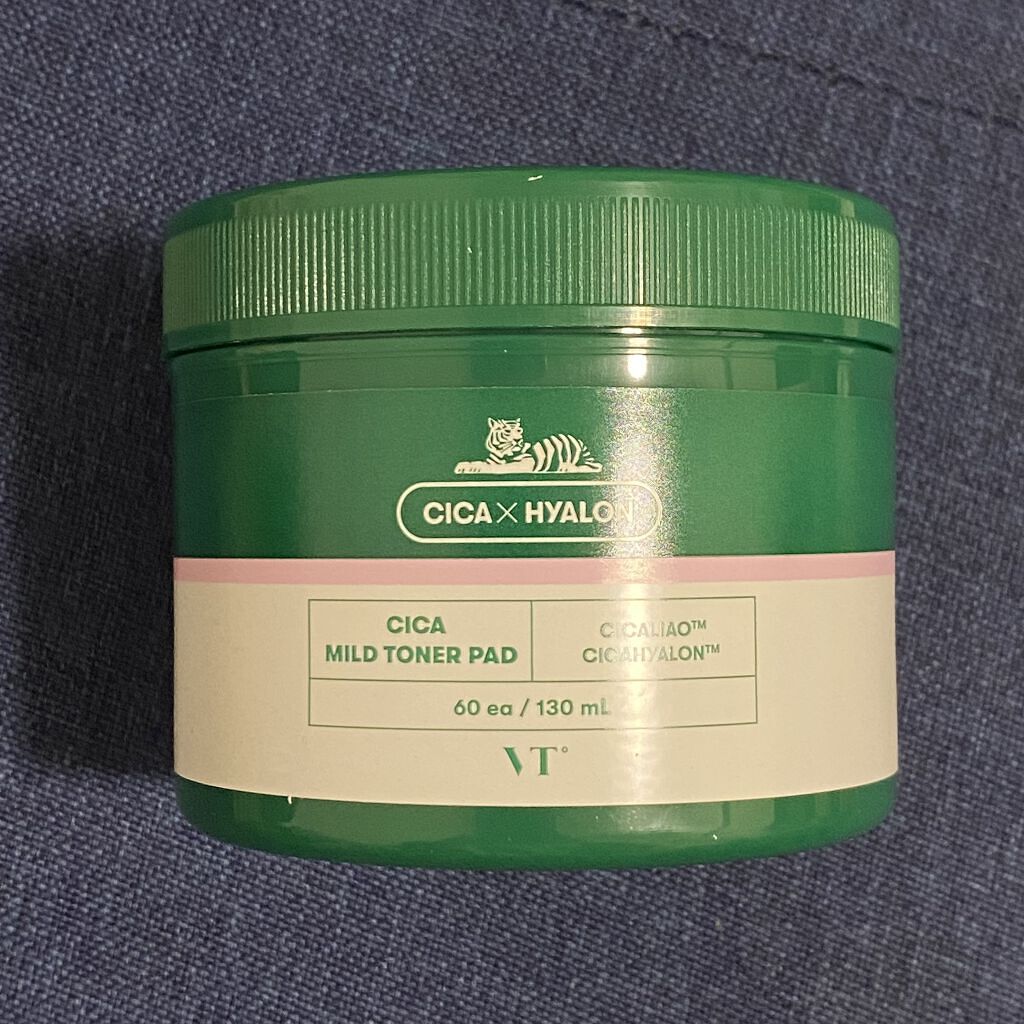 CICA × HYALON
CICA
MILD TONER PAD
CICALIAO™
CICAHYALON™
60 ea / 130 mL
VT°